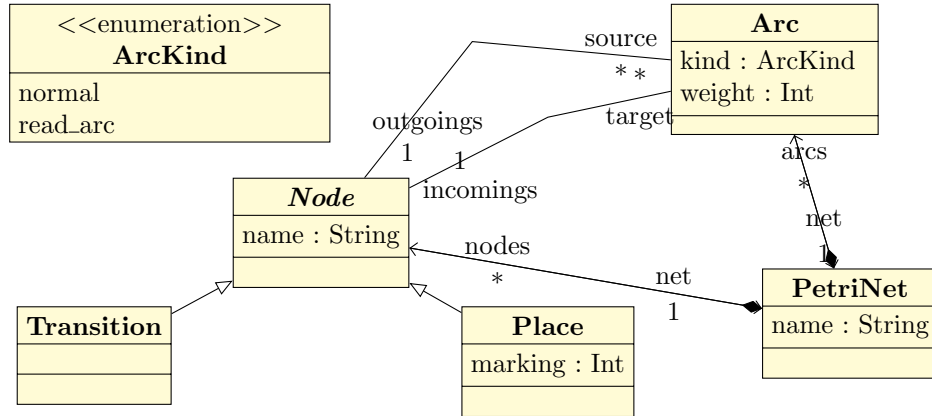 <<enumeration>>
ArcKind
normal
read_arc
Arc
kind : ArcKind
weight : Int
source
* *
target
outgoings
1
1
incomings
arcs
*
net
1
Node
name : String
nodes
*
net
1
PetriNet
name : String
Transition
Place
marking : Int